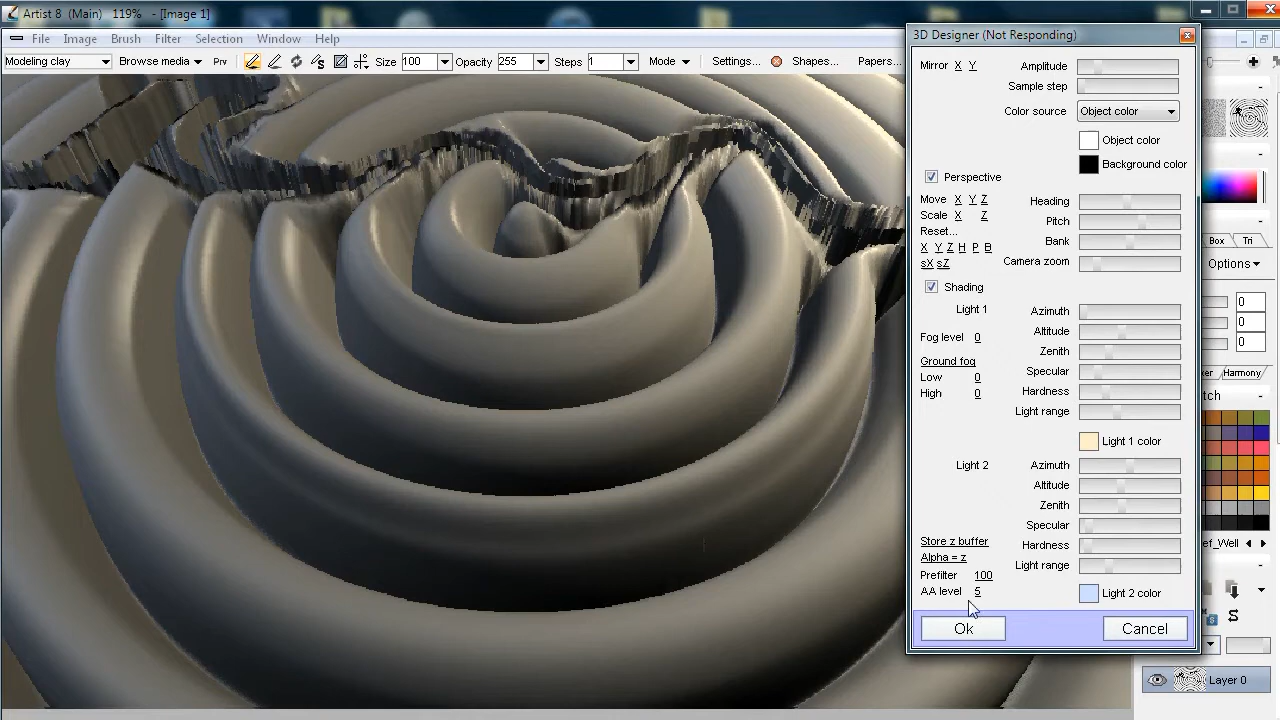 Artist 8 (Main) 119% - [Image 1]
File Image Brush Filter Selection Window Help
Modeling clay Browse media Prv Size 100 Opacity 255 Steps 1 Mode Settings... Shapes... Papers...
3D Designer (Not Responding)
Mirror X Y Amplitude
Sample step
Color source Object color
Object color
Background color
Perspective
Move X Y Z Heading
Scale X Z Pitch
Reset...
X Y Z H P B Bank
sX sZ Camera zoom
Shading
Light 1 Azimuth
Altitude
Fog level 0 Zenith
Ground fog Specular
Low 0
High 0 Hardness
Light range
Light 1 color
Light 2 Azimuth
Altitude
Zenith
Specular
Store z buffer Hardness
Alpha = z Light range
Prefilter 100
AA level 5 Light 2 color
Ok Cancel
Box Tri
Options
0
0
0
Harmony
ef_Well
Layer 0